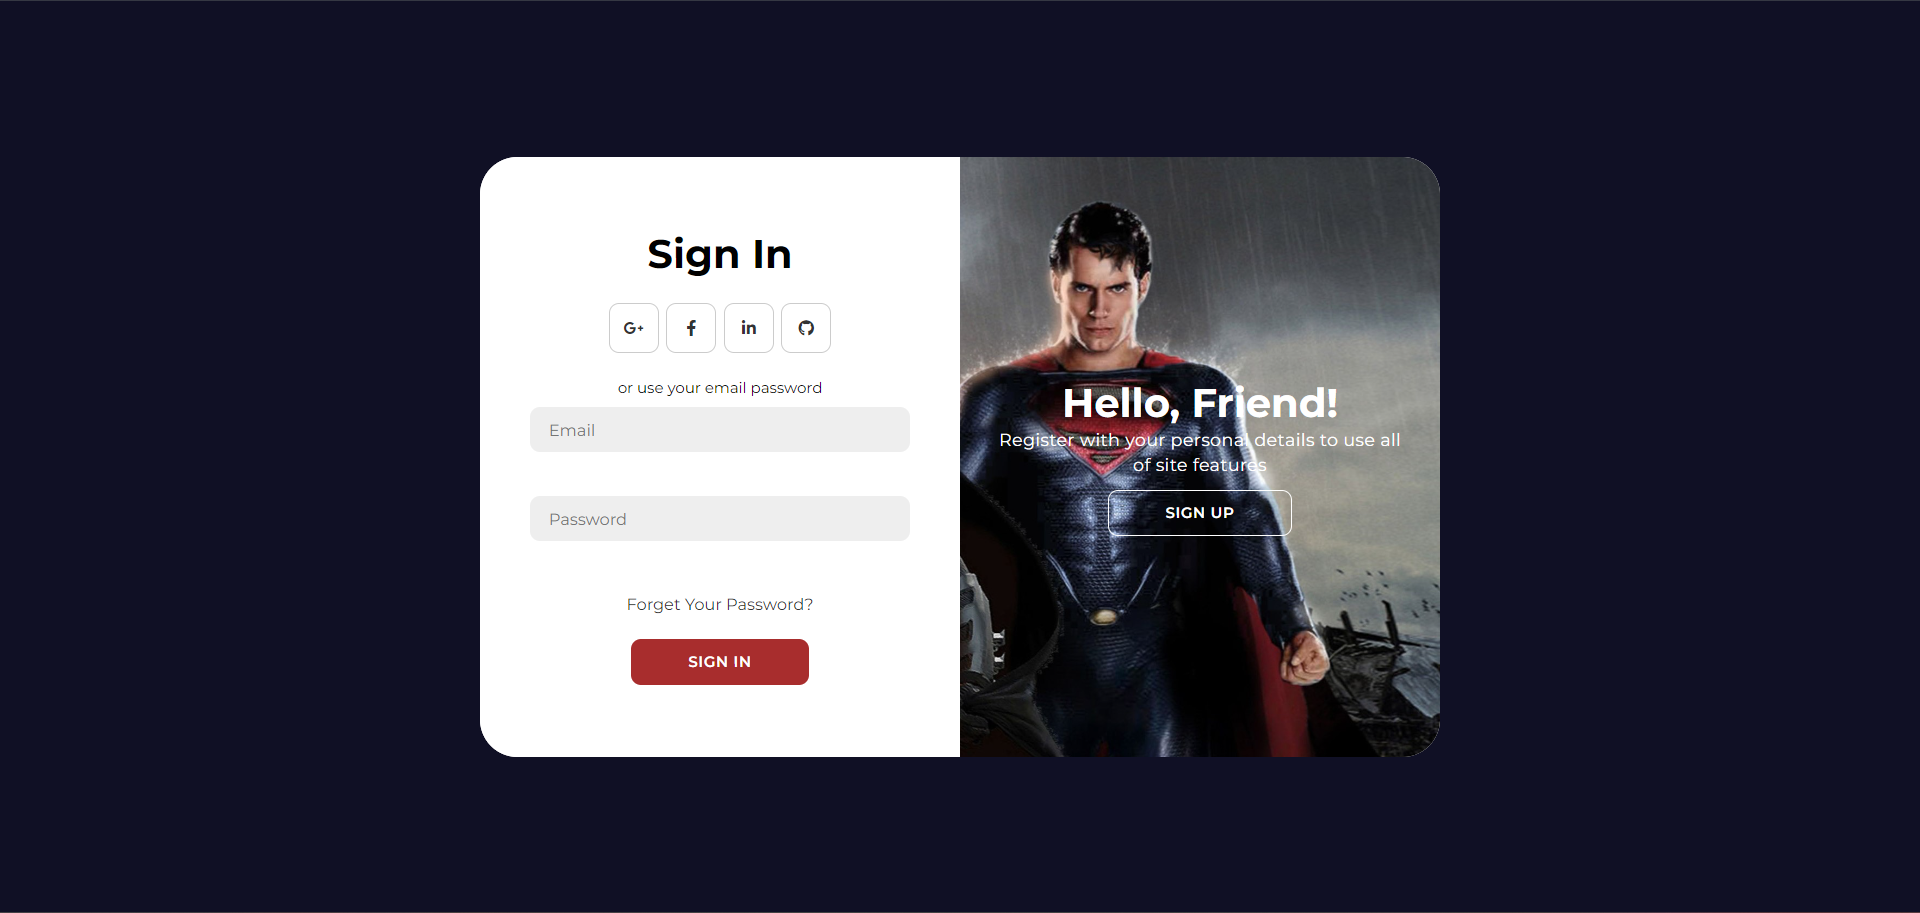 Sign In
G+
f
in
or use your email password
Email
Password
Forget Your Password?
SIGN IN
Hello, Friend!
Register with your personal details to use all
of site features
SIGN UP